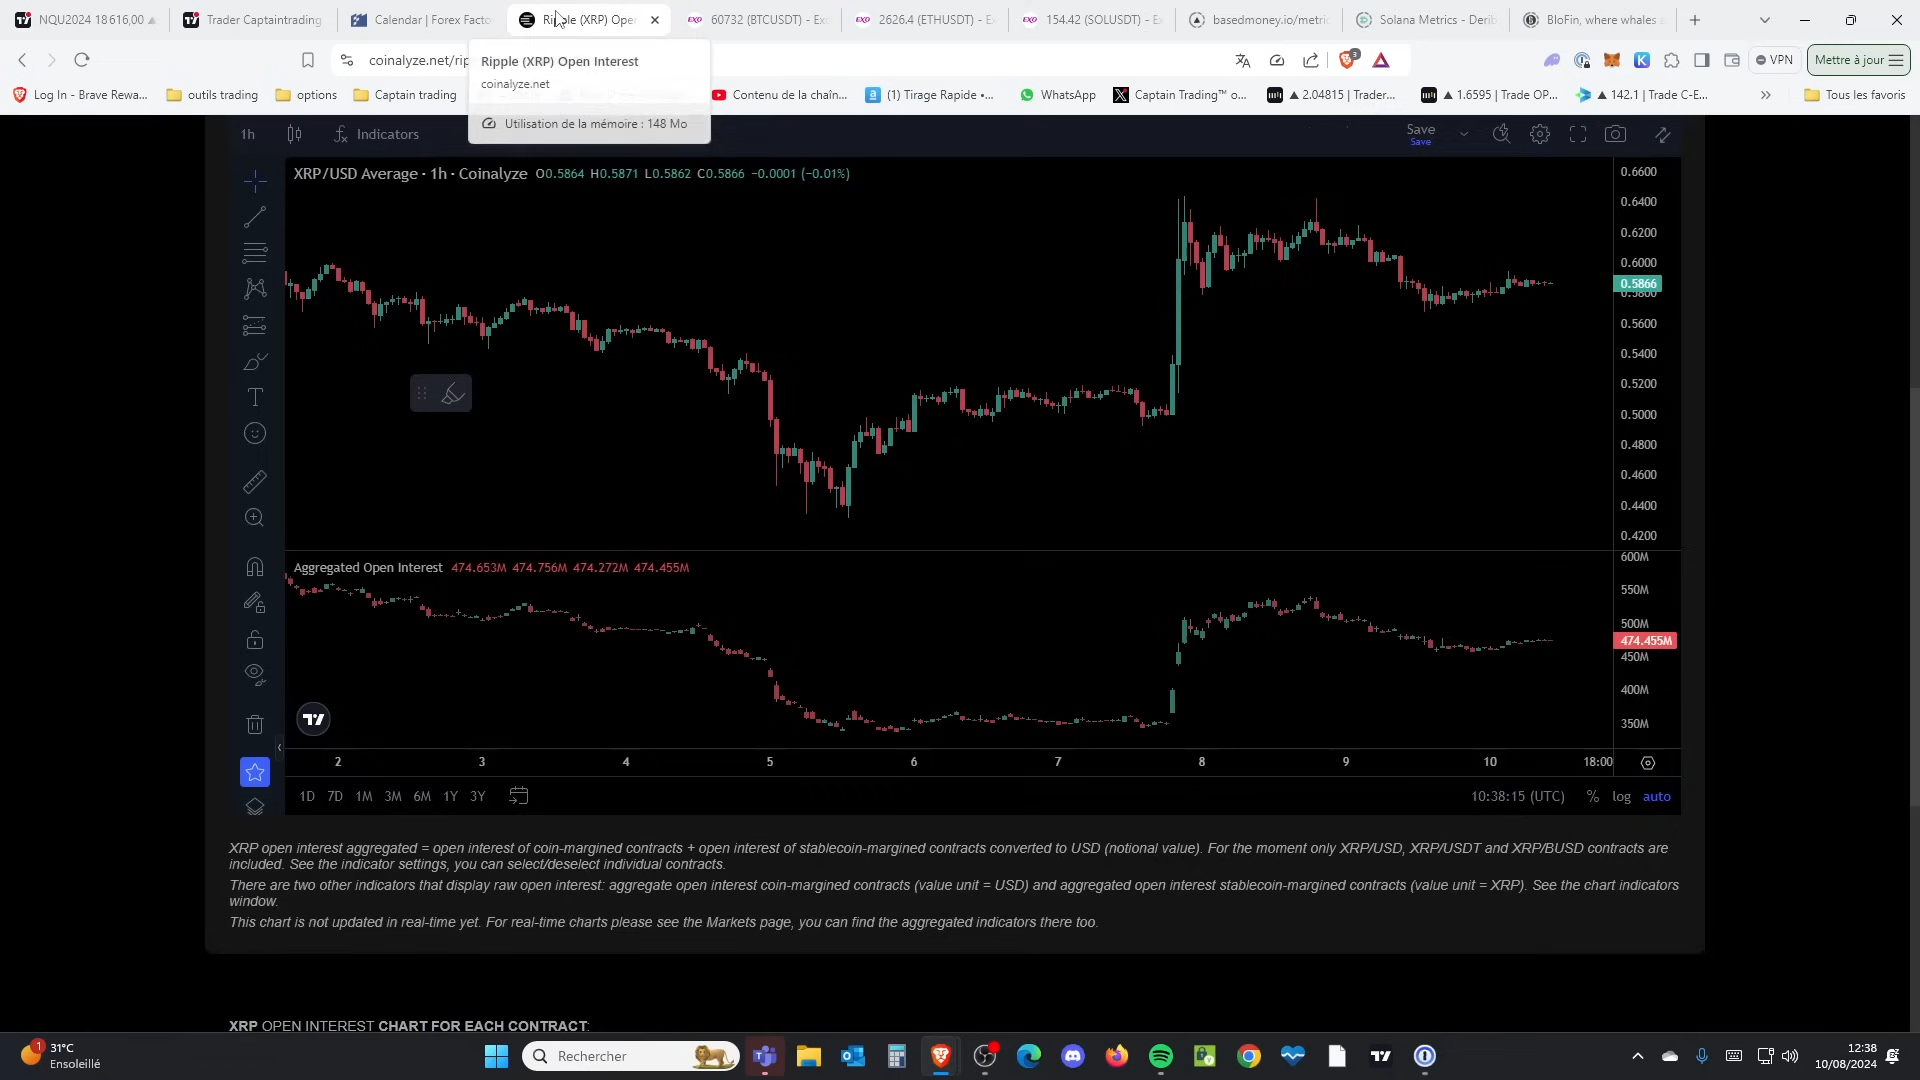 NQU2024 18 616,00
Trader Captaintrading
Calendar | Forex Facto
Ripple (XRP) Ope
60732 (BTCUSDT) - Exo
2626.4 (ETHUSDT) - E
154.42 (SOLUSDT) - E
basedmoney.io/metric
Solana Metrics - Derib
BloFin, where whales
coinalyze.net/rip
VPN
Mettre à jour
Ripple (XRP) Open Interest
coinalyze.net
Utilisation de la mémoire : 148 Mo
Log In - Brave Rewa...
outils trading
options
Captain trading
Contenu de la chaîn...
(1) Tirage Rapide •...
WhatsApp
Captain Trading™ o...
▲ 2.04815 | Trader...
▲ 1.6595 | Trade OP...
▲ 142.1 | Trade C-E...
Tous les favoris
1h
Indicators
Save
Save
XRP/USD Average · 1h · Coinalyze O0.5864 H0.5871 L0.5862 C0.5866 −0.0001 (−0.01%)
0.6600
0.6400
0.6200
0.6000
0.5866
0.5800
0.5600
0.5400
0.5200
0.5000
0.4800
0.4600
0.4400
0.4200
Aggregated Open Interest 474.653M 474.756M 474.272M 474.455M
600M
550M
500M
474.455M
450M
400M
350M
2 3 4 5 6 7 8 9 10 18:00
1D 7D 1M 3M 6M 1Y 3Y
10:38:15 (UTC) % log auto
XRP open interest aggregated = open interest of coin-margined contracts + open interest of stablecoin-margined contracts converted to USD (notional value). For the moment only XRP/USD, XRP/USDT and XRP/BUSD contracts are
included. See the indicator settings, you can select/deselect individual contracts.
There are two other indicators that display raw open interest: aggregate open interest coin-margined contracts (value unit = USD) and aggregated open interest stablecoin-margined contracts (value unit = XRP). See the chart indicators
window.
This chart is not updated in real-time yet. For real-time charts please see the Markets page, you can find the aggregated indicators there too.
XRP OPEN INTEREST CHART FOR EACH CONTRACT:
31°C
Ensoleillé
Rechercher
12:38
10/08/2024